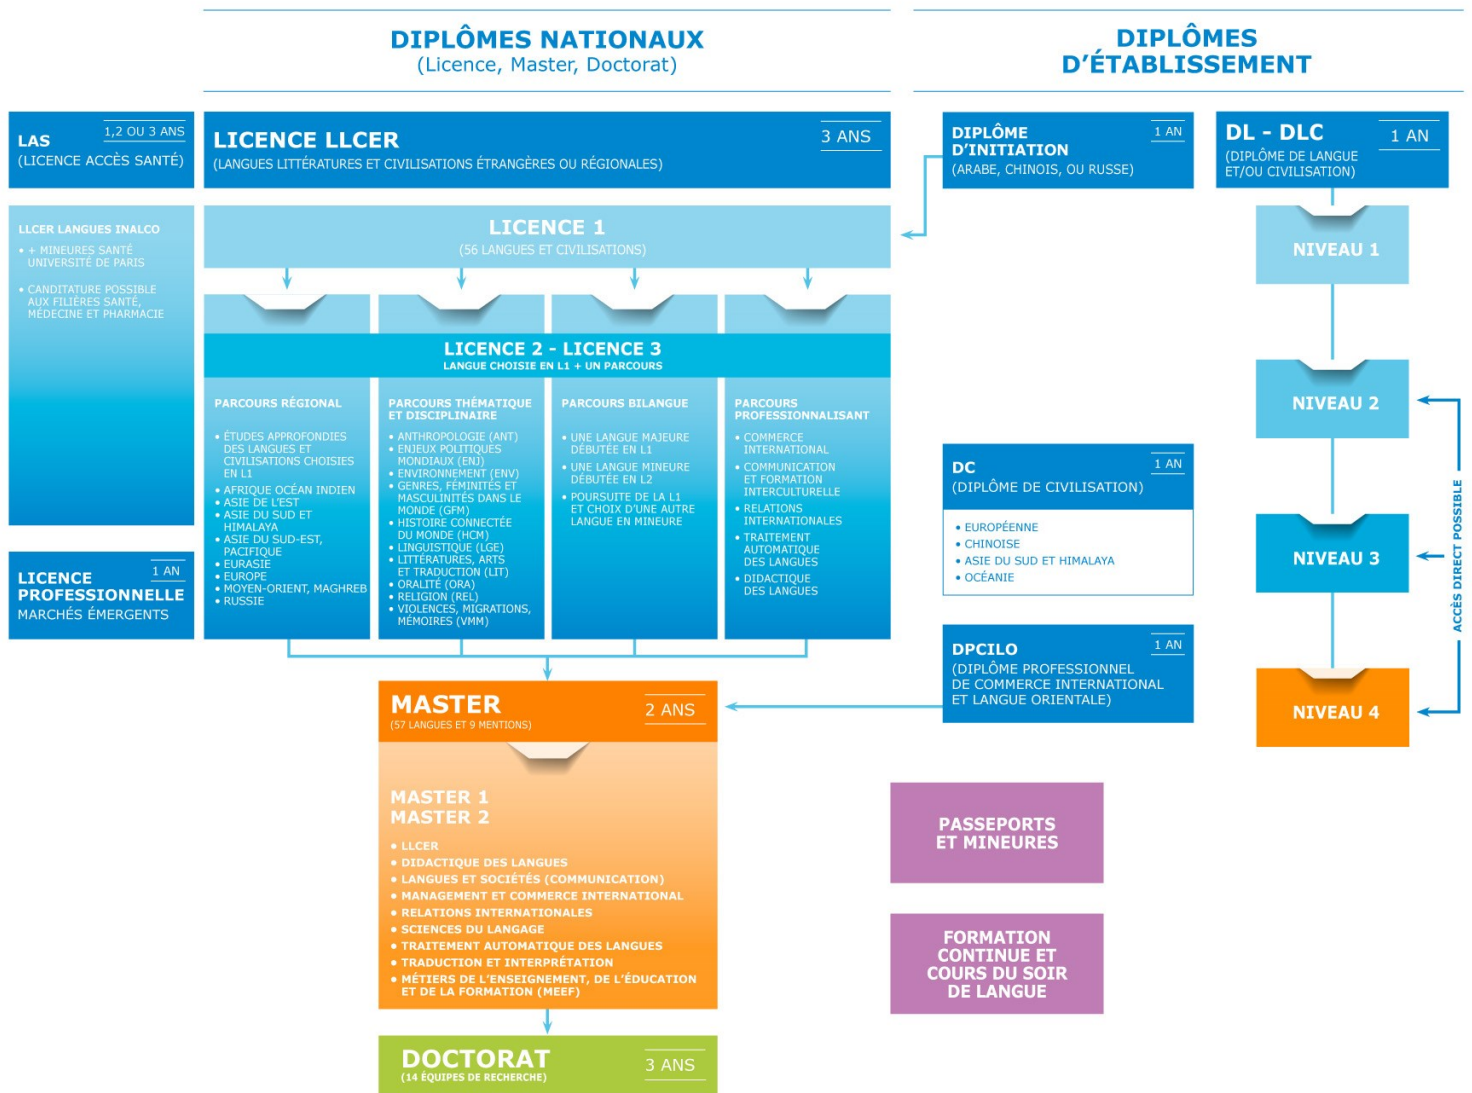 DIPLÔMES NATIONAUX
(Licence, Master, Doctorat)
DIPLÔMES
D'ÉTABLISSEMENT
LAS
1,2 OU 3 ANS
(LICENCE ACCÈS SANTÉ)
LICENCE LLCER
3 ANS
(LANGUES LITTÉRATURES ET CIVILISATIONS ÉTRANGÈRES OU RÉGIONALES)
DIPLÔME
D'INITIATION
1 AN
(ARABE, CHINOIS, OU RUSSE)
DL - DLC
1 AN
(DIPLÔME DE LANGUE
ET/OU CIVILISATION)
LLCER LANGUES INALCO
• + MINEURES SANTÉ
UNIVERSITÉ DE PARIS
• CANDITATURE POSSIBLE
AUX FILIÈRES SANTÉ,
MÉDECINE ET PHARMACIE
LICENCE
PROFESSIONNELLE
1 AN
MARCHÉS ÉMERGENTS
LICENCE 1
(56 LANGUES ET CIVILISATIONS)
LICENCE 2 - LICENCE 3
LANGUE CHOISIE EN L1 + UN PARCOURS
PARCOURS RÉGIONAL
• ÉTUDES APPROFONDIES
DES LANGUES ET
CIVILISATIONS CHOISIES
EN L1
• AFRIQUE OCÉAN INDIEN
• ASIE DE L'EST
• ASIE DU SUD ET
HIMALAYA
• ASIE DU SUD-EST,
PACIFIQUE
• EURASIE
• EUROPE
• MOYEN-ORIENT, MAGHREB
• RUSSIE
PARCOURS THÉMATIQUE
ET DISCIPLINAIRE
• ANTHROPOLOGIE (ANT)
• ENJEUX POLITIQUES
MONDIAUX (ENJ)
• ENVIRONNEMENT (ENV)
• GENRES, FÉMINITÉS ET
MASCULINITÉS DANS LE
MONDE (GFM)
• HISTOIRE CONNECTÉE
DU MONDE (HCM)
• LINGUISTIQUE (LGE)
• LITTÉRATURES, ARTS
ET TRADUCTION (LIT)
• ORALITÉ (ORA)
• RELIGION (REL)
• VIOLENCES, MIGRATIONS,
MÉMOIRES (VMM)
PARCOURS BILANGUE
• UNE LANGUE MAJEURE
DÉBUTÉE EN L1
• UNE LANGUE MINEURE
DÉBUTÉE EN L2
• POURSUITE DE LA L1
ET CHOIX D'UNE AUTRE
LANGUE EN MINEURE
PARCOURS
PROFESSIONNALISANT
• COMMERCE
INTERNATIONAL
• COMMUNICATION
ET FORMATION
INTERCULTURELLE
• RELATIONS
INTERNATIONALES
• TRAITEMENT
AUTOMATIQUE
DES LANGUES
• DIDACTIQUE
DES LANGUES
MASTER
2 ANS
(57 LANGUES ET 9 MENTIONS)
MASTER 1
MASTER 2
• LLCER
• DIDACTIQUE DES LANGUES
• LANGUES ET SOCIÉTÉS (COMMUNICATION)
• MANAGEMENT ET COMMERCE INTERNATIONAL
• RELATIONS INTERNATIONALES
• SCIENCES DU LANGAGE
• TRAITEMENT AUTOMATIQUE DES LANGUES
• TRADUCTION ET INTERPRÉTATION
• MÉTIERS DE L'ENSEIGNEMENT, DE L'ÉDUCATION
ET DE LA FORMATION (MEEF)
DOCTORAT
3 ANS
(14 ÉQUIPES DE RECHERCHE)
DC
1 AN
(DIPLÔME DE CIVILISATION)
• EUROPÉENNE
• CHINOISE
• ASIE DU SUD ET HIMALAYA
• OCÉANIE
DPCILO
1 AN
(DIPLÔME PROFESSIONNEL
DE COMMERCE INTERNATIONAL
ET LANGUE ORIENTALE)
PASSEPORTS
ET MINEURES
FORMATION
CONTINUE ET
COURS DU SOIR
DE LANGUE
NIVEAU 1
NIVEAU 2
NIVEAU 3
NIVEAU 4
ACCÈS DIRECT POSSIBLE